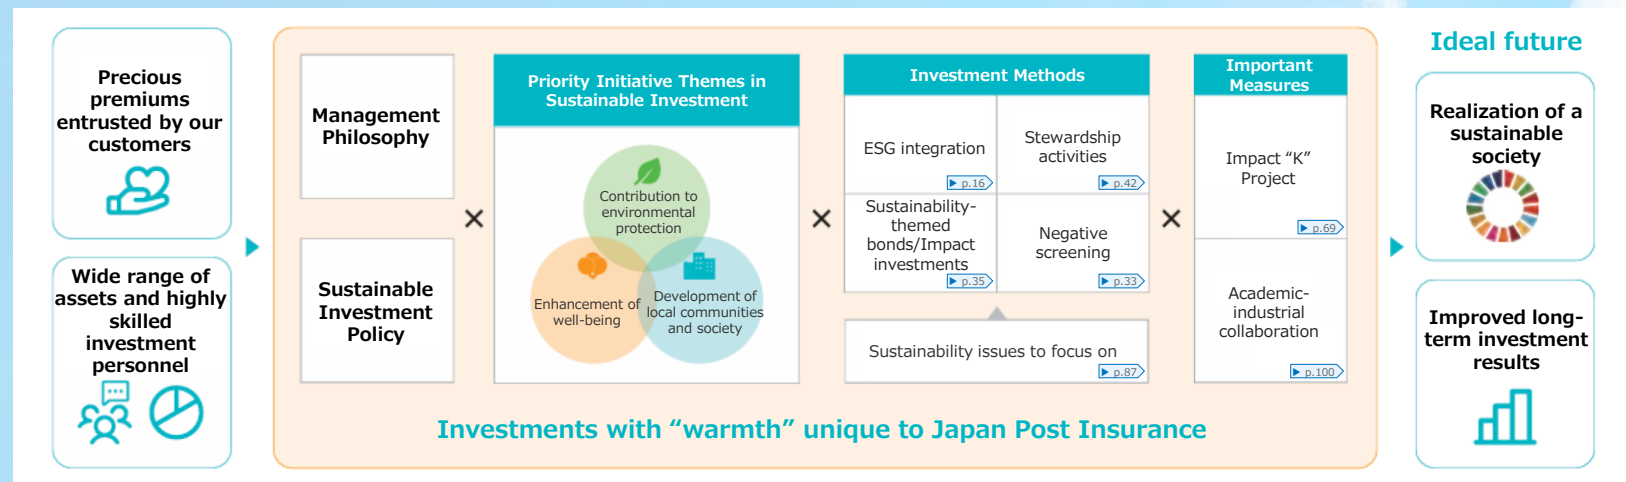 Precious
premiums
entrusted by our
customers
Wide range of
assets and highly
skilled
investment
personnel
Management
Philosophy
Sustainable
Investment
Policy
×
Priority Initiative Themes in
Sustainable Investment
Contribution to
environmental
protection
Enhancement of
well-being
Development of
local communities
and society
×
Investment Methods
ESG integration
p.16
Stewardship
activities
p.42
Sustainability-
themed
bonds/Impact
investments
p.35
Negative
screening
p.33
Sustainability issues to focus on
p.87
×
Important
Measures
Impact “K”
Project
p.69
Academic-
industrial
collaboration
p.100
Investments with “warmth” unique to Japan Post Insurance
Ideal future
Realization of a
sustainable
society
Improved long-
term investment
results